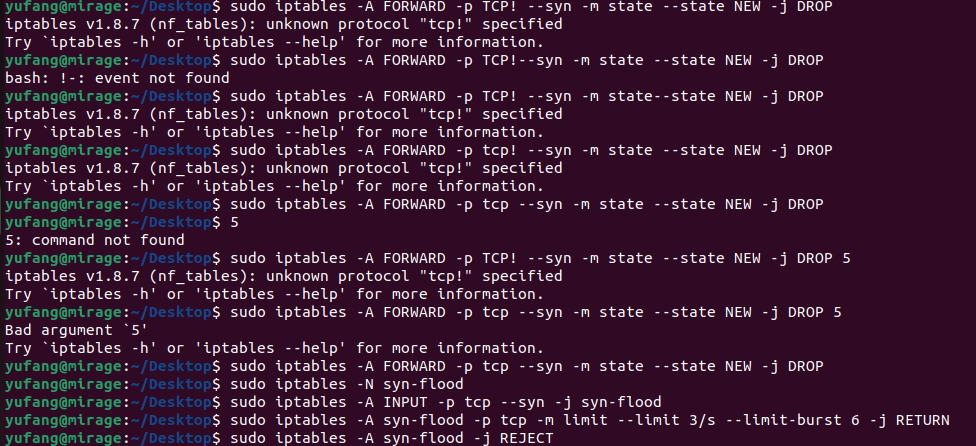 yufang@mirage:~/Desktop$ sudo iptables -A FORWARD -p TCP! --syn -m state --state NEW -j DROP
iptables v1.8.7 (nf_tables): unknown protocol "tcp!" specified
Try `iptables -h' or 'iptables --help' for more information.
yufang@mirage:~/Desktop$ sudo iptables -A FORWARD -p TCP!--syn -m state --state NEW -j DROP
bash: !-: event not found
yufang@mirage:~/Desktop$ sudo iptables -A FORWARD -p TCP! --syn -m state--state NEW -j DROP
iptables v1.8.7 (nf_tables): unknown protocol "tcp!" specified
Try `iptables -h' or 'iptables --help' for more information.
yufang@mirage:~/Desktop$ sudo iptables -A FORWARD -p tcp! --syn -m state --state NEW -j DROP
iptables v1.8.7 (nf_tables): unknown protocol "tcp!" specified
Try `iptables -h' or 'iptables --help' for more information.
yufang@mirage:~/Desktop$ sudo iptables -A FORWARD -p tcp --syn -m state --state NEW -j DROP
yufang@mirage:~/Desktop$ 5
5: command not found
yufang@mirage:~/Desktop$ sudo iptables -A FORWARD -p TCP! --syn -m state --state NEW -j DROP 5
iptables v1.8.7 (nf_tables): unknown protocol "tcp!" specified
Try `iptables -h' or 'iptables --help' for more information.
yufang@mirage:~/Desktop$ sudo iptables -A FORWARD -p tcp --syn -m state --state NEW -j DROP 5
Bad argument `5'
Try `iptables -h' or 'iptables --help' for more information.
yufang@mirage:~/Desktop$ sudo iptables -A FORWARD -p tcp --syn -m state --state NEW -j DROP
yufang@mirage:~/Desktop$ sudo iptables -N syn-flood
yufang@mirage:~/Desktop$ sudo iptables -A INPUT -p tcp --syn -j syn-flood
yufang@mirage:~/Desktop$ sudo iptables -A syn-flood -p tcp -m limit --limit 3/s --limit-burst 6 -j RETURN
yufang@mirage:~/Desktop$ sudo iptables -A syn-flood -j REJECT